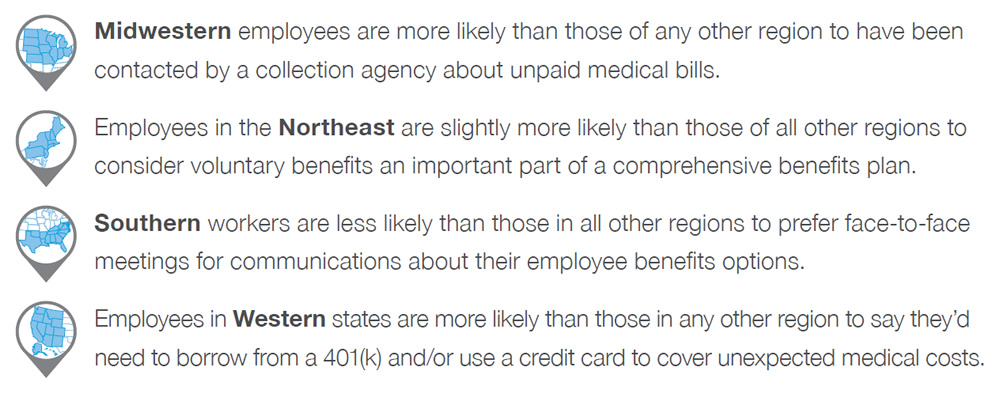 Midwestern employees are more likely than those of any other region to have been
contacted by a collection agency about unpaid medical bills.
Employees in the Northeast are slightly more likely than those of all other regions to
consider voluntary benefits an important part of a comprehensive benefits plan.
Southern workers are less likely than those in all other regions to prefer face-to-face
meetings for communications about their employee benefits options.
Employees in Western states are more likely than those in any other region to say they’d
need to borrow from a 401(k) and/or use a credit card to cover unexpected medical costs.